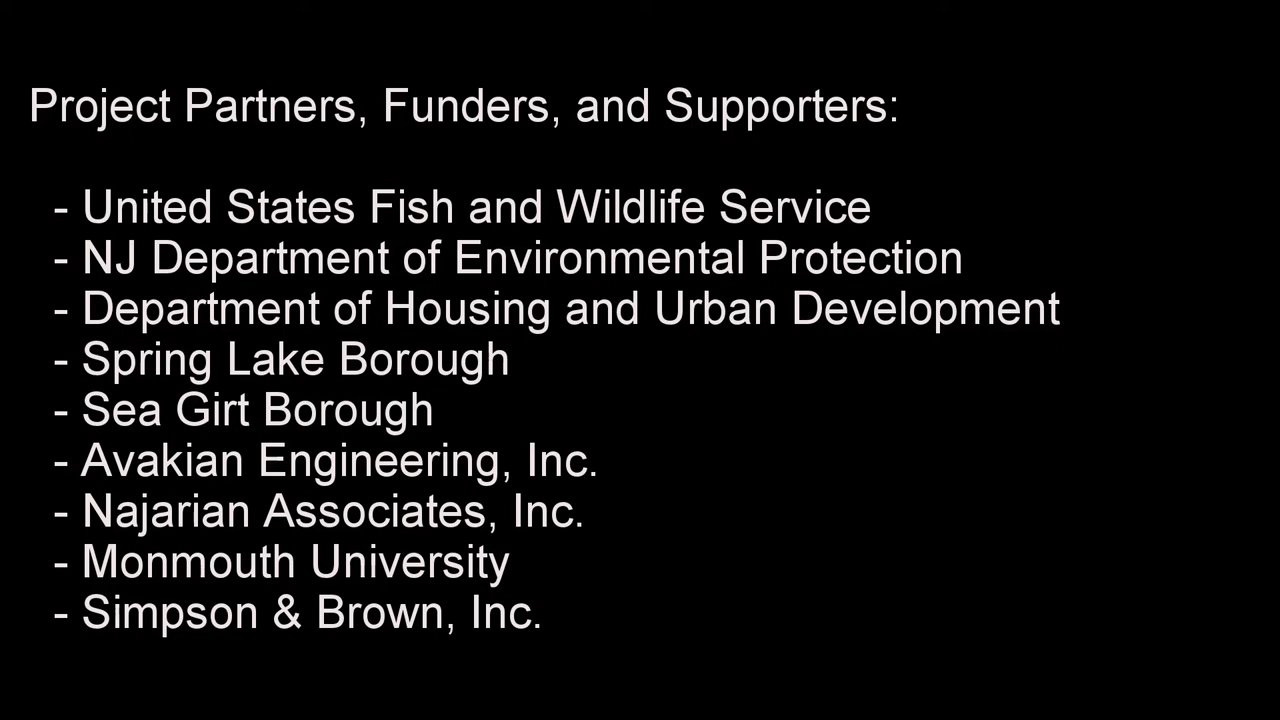 Project Partners, Funders, and Supporters:
- United States Fish and Wildlife Service
- NJ Department of Environmental Protection
- Department of Housing and Urban Development
- Spring Lake Borough
- Sea Girt Borough
- Avakian Engineering, Inc.
- Najarian Associates, Inc.
- Monmouth University
- Simpson & Brown, Inc.